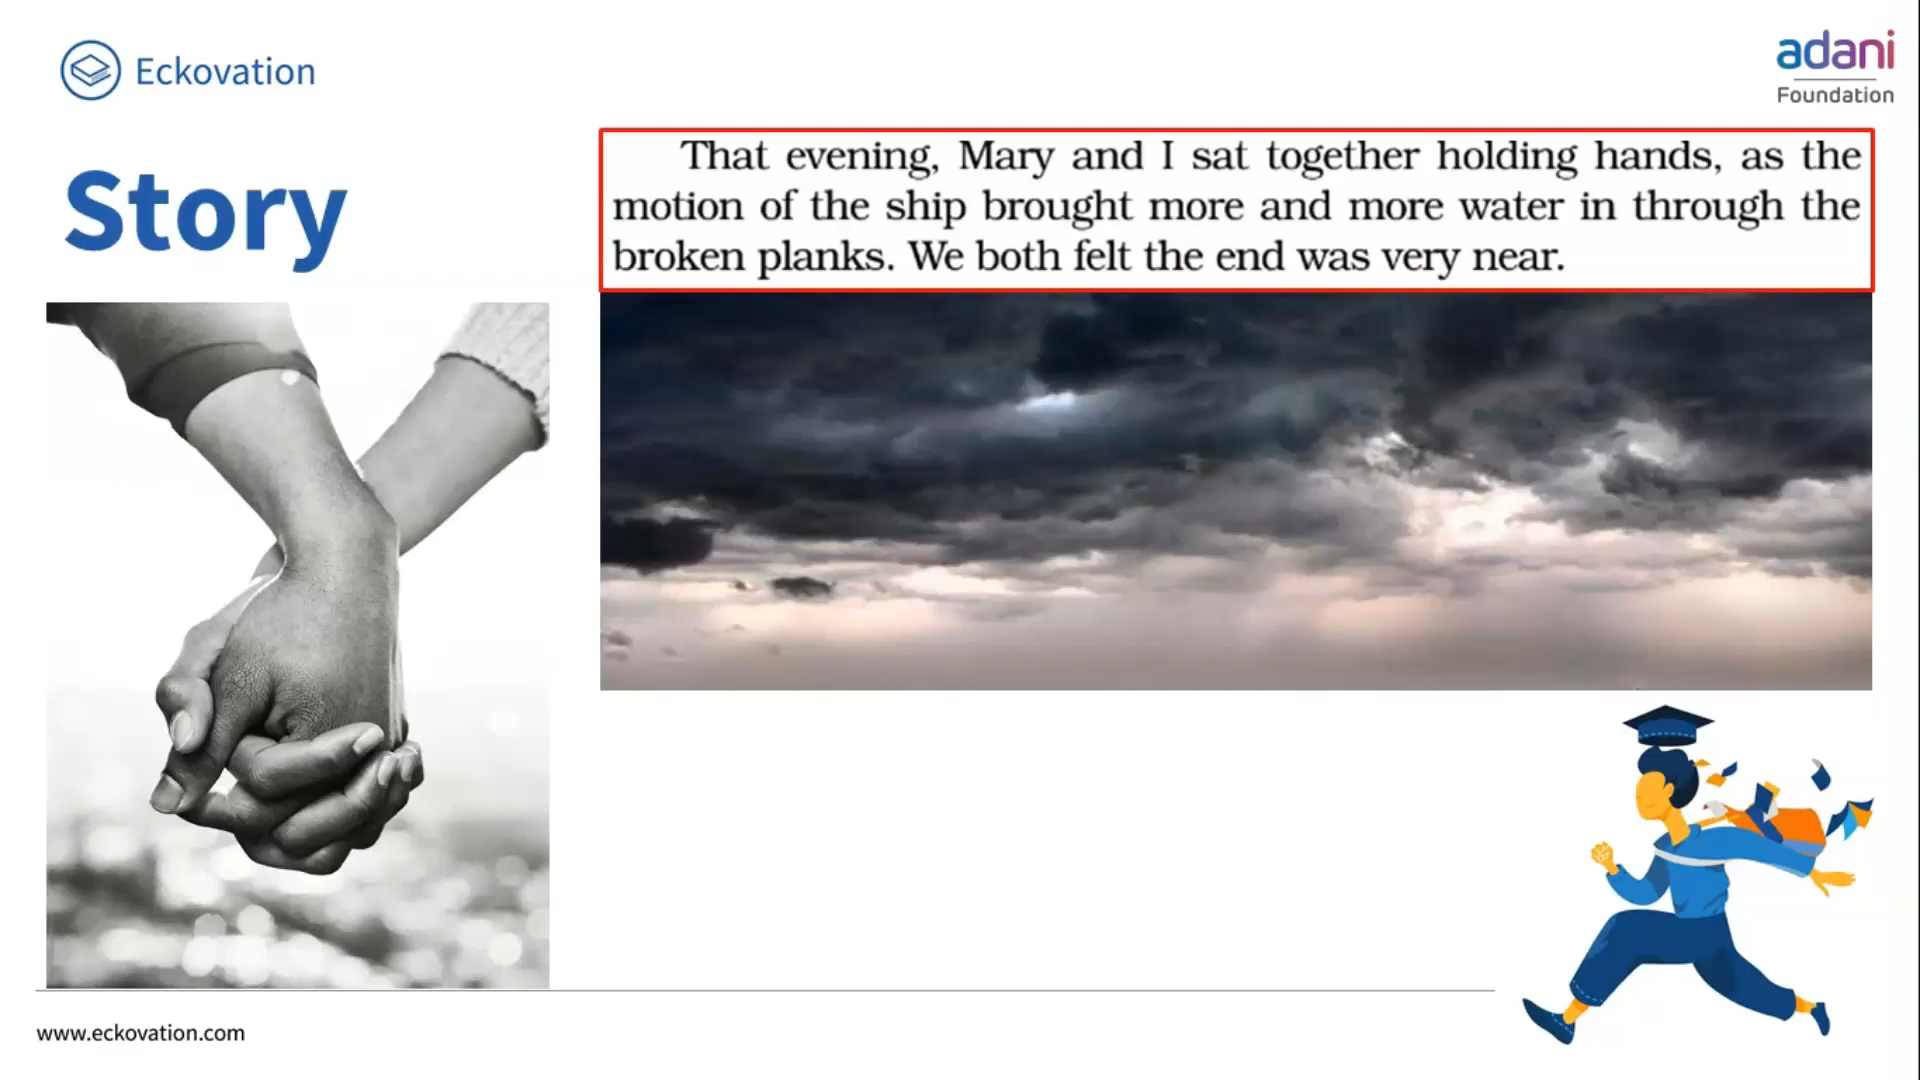 Eckovation
adani
Foundation
Story
That evening, Mary and I sat together holding hands, as the
motion of the ship brought more and more water in through the
broken planks. We both felt the end was very near.
www.eckovation.com